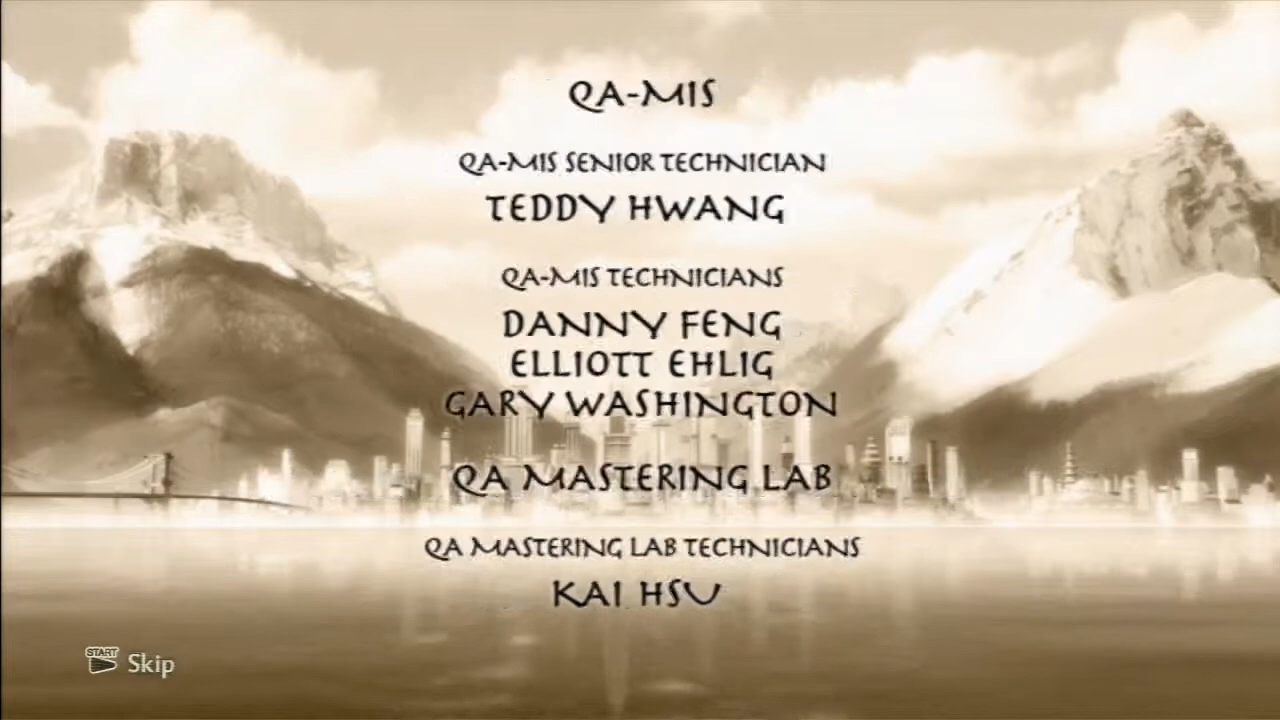 QA-MIS
QA-MIS SENIOR TECHNICIAN
TEDDY HWANG
QA-MIS TECHNICIANS
DANNY FENG
ELLIOTT EHLIG
GARY WASHINGTON
QA MASTERING LAB
QA MASTERING LAB TECHNICIANS
KAI HSU
START
Skip